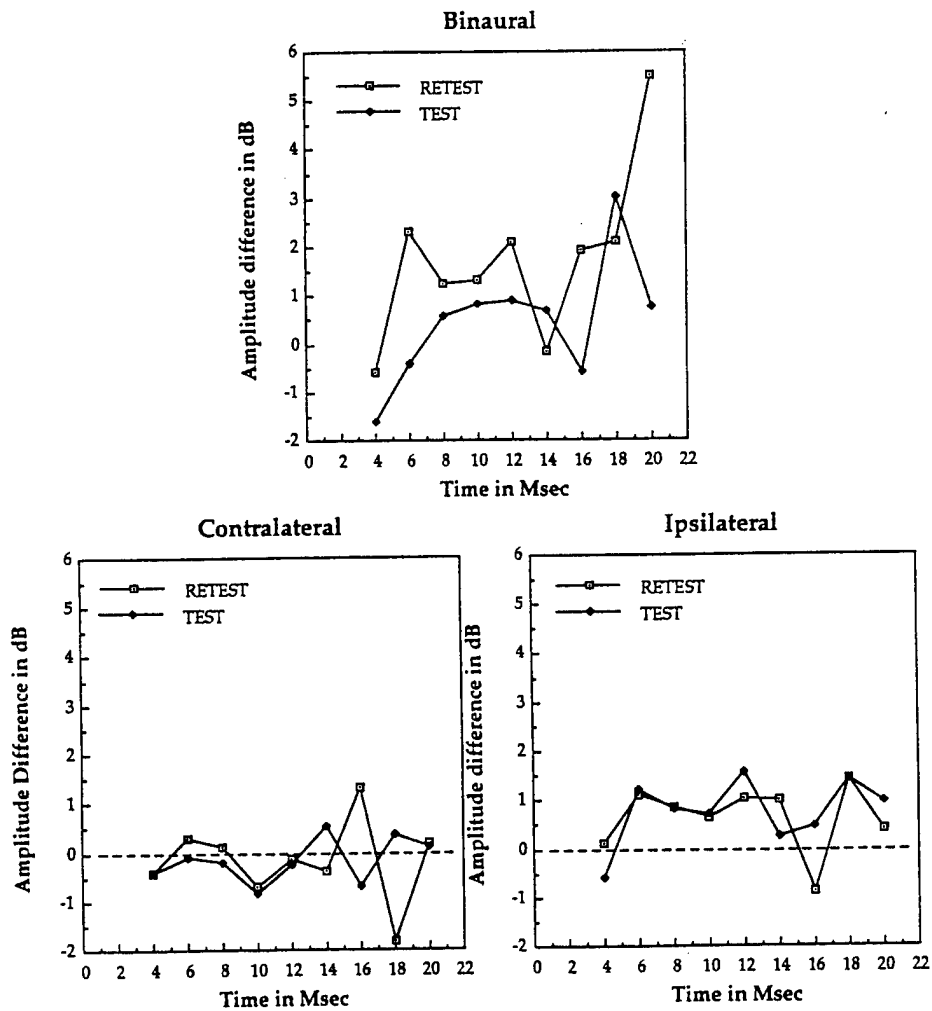 Binaural
RETEST
TEST
Amplitude difference in dB
6
5
4
3
2
1
0
-1
-2
0 2 4 6 8 10 12 14 16 18 20 22
Time in Msec
Contralateral
RETEST
TEST
Amplitude Difference in dB
6
5
4
3
2
1
0
-1
-2
0 2 4 6 8 10 12 14 16 18 20 22
Time in Msec
Ipsilateral
RETEST
TEST
Amplitude difference in dB
6
5
4
3
2
1
0
-1
-2
0 2 4 6 8 10 12 14 16 18 20 22
Time in Msec